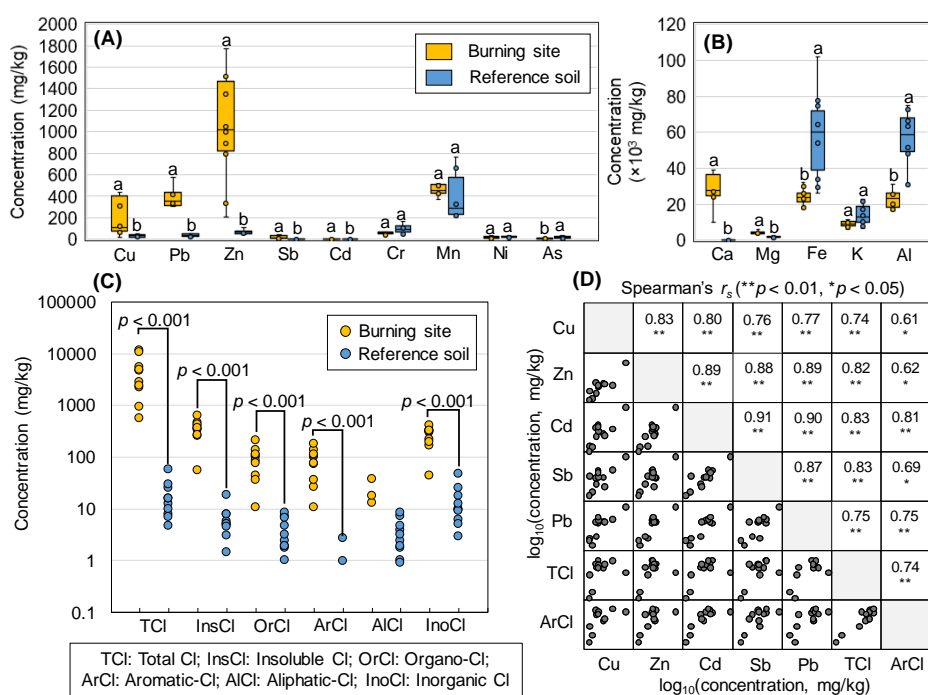 (A)
Concentration (mg/kg)
2000
1800
1600
1400
1200
1000
800
600
400
200
0
Burning site
Reference soil
a b a b a b a b a a a a a a a a a a
Cu Pb Zn Sb Cd Cr Mn Ni As
(B)
Concentration
(×10³ mg/kg)
120
100
80
60
40
20
0
a b a b b a a a b a
Ca Mg Fe K Al
(C)
Concentration (mg/kg)
100000
10000
1000
100
10
1
0.1
Burning site
Reference soil
p < 0.001
p < 0.001
p < 0.001
p < 0.001
p < 0.001
TCl InsCl OrCl ArCl AlCl InoCl
TCl: Total Cl; InsCl: Insoluble Cl; OrCl: Organo-Cl;
ArCl: Aromatic-Cl; AlCl: Aliphatic-Cl; InoCl: Inorganic Cl
(D)
Spearman's rs (**p < 0.01, *p < 0.05)
Cu 0.83 0.80 0.76 0.77 0.74 0.61
** ** ** ** ** *
Zn 0.89 0.88 0.89 0.82 0.62
** ** ** ** *
Cd 0.91 0.90 0.83 0.81
** ** ** **
Sb 0.87 0.83 0.69
** ** *
Pb 0.75 0.75
** **
TCl 0.74
**
ArCl
log₁₀(concentration, mg/kg)
Cu Zn Cd Sb Pb TCl ArCl
log₁₀(concentration, mg/kg)